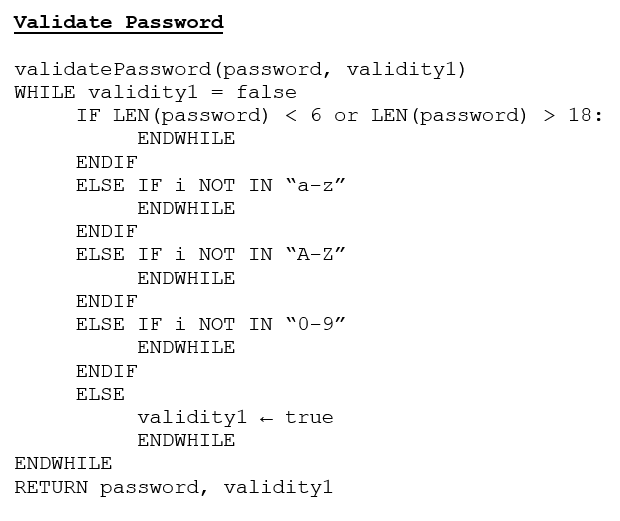 Validate Password
validatePassword(password, validity1)
WHILE validity1 = false
IF LEN(password) < 6 or LEN(password) > 18:
ENDWHILE
ENDIF
ELSE IF i NOT IN “a-z”
ENDWHILE
ENDIF
ELSE IF i NOT IN “A-Z”
ENDWHILE
ENDIF
ELSE IF i NOT IN “0-9”
ENDWHILE
ENDIF
ELSE
validity1 ← true
ENDWHILE
ENDWHILE
RETURN password, validity1